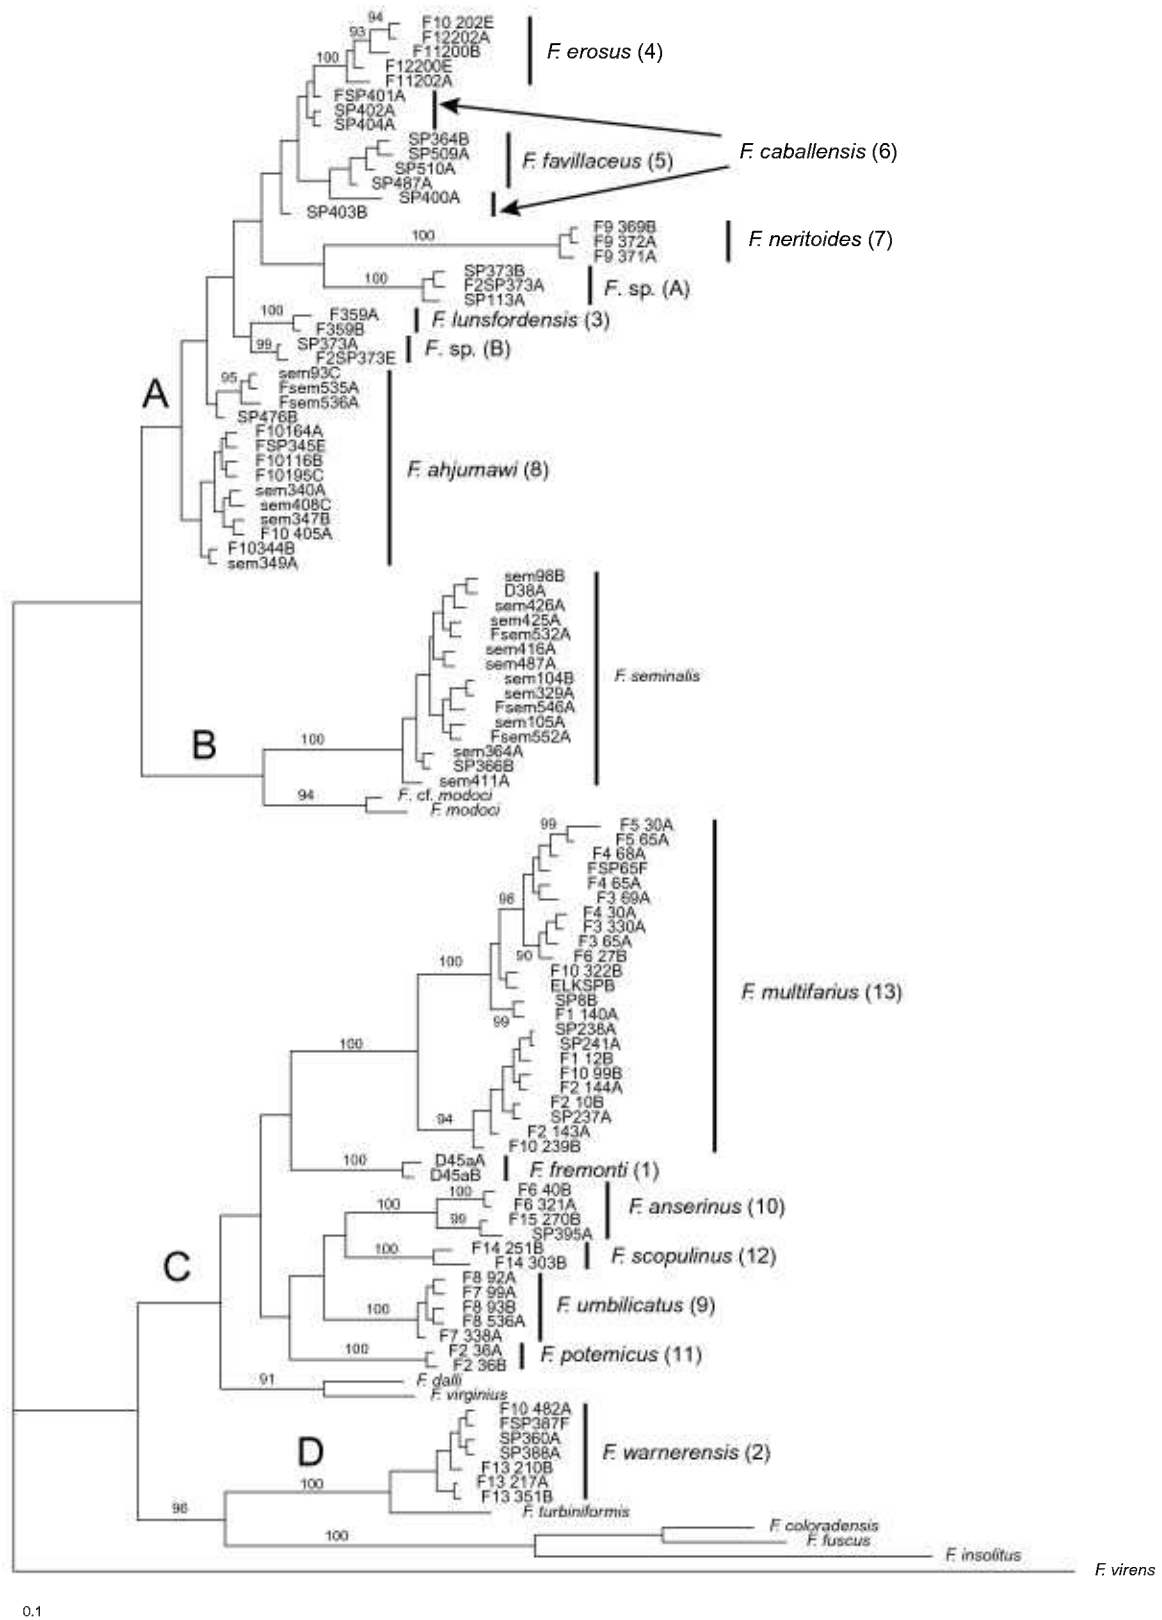 94
F10 202E
93
F12202A
F11200B
F. erosus (4)
100
F12200E
F11202A
FSP401A
SP402A
SP404A
SP364B
SP509A
F. caballensis (6)
F. favillaceus (5)
SP510A
SP487A
SP400A
SP403B
F9 369B
100
F9 372A
F. neritoides (7)
F9 371A
SP373B
100
F2SP373A
F. sp. (A)
SP113A
100
F359A
F. lunsfordensis (3)
F359B
99
SP373A
F. sp. (B)
F2SP373E
95
sem93C
Fsem535A
A
Fsem536A
SP476B
F10164A
FSP345E
F10116B
F. ahjumawi (8)
F10195C
sem340A
sem408C
sem347B
F10 405A
F10344B
sem349A
sem98B
D38A
sem426A
sem425A
Fsem532A
sem416A
sem487A
sem104B
F. seminalis
sem329A
Fsem546A
sem105A
B
100
Fsem552A
sem364A
SP366B
sem411A
94
F. cf. modoci
F. modoci
99
F5 30A
F5 65A
F4 68A
FSP65F
F4 65A
98
F3 69A
F4 30A
F3 330A
F3 65A
90
F6 27B
100
F10 322B
ELKSPB
F. multifarius (13)
SP8B
99
F1 140A
SP238A
100
SP241A
F1 12B
F10 99B
F2 144A
F2 10B
94
SP237A
F2 143A
F10 239B
100
D45aA
F. fremonti (1)
D45aB
100
F6 40B
100
F6 321A
F. anserinus (10)
99
F15 270B
SP395A
100
F14 251B
F. scopulinus (12)
C
F14 303B
F8 92A
F7 99A
100
F8 93B
F. umbilicatus (9)
F8 536A
F7 338A
100
F2 36A
F. potemicus (11)
F2 36B
91
F. dalli
F. virginius
F10 482A
FSP387F
D
SP360A
SP388A
F. warnerensis (2)
F13 210B
100
F13 217A
F13 351B
96
F. turbiniformis
100
F. coloradensis
F. fuscus
F. insolitus
F. virens
0.1